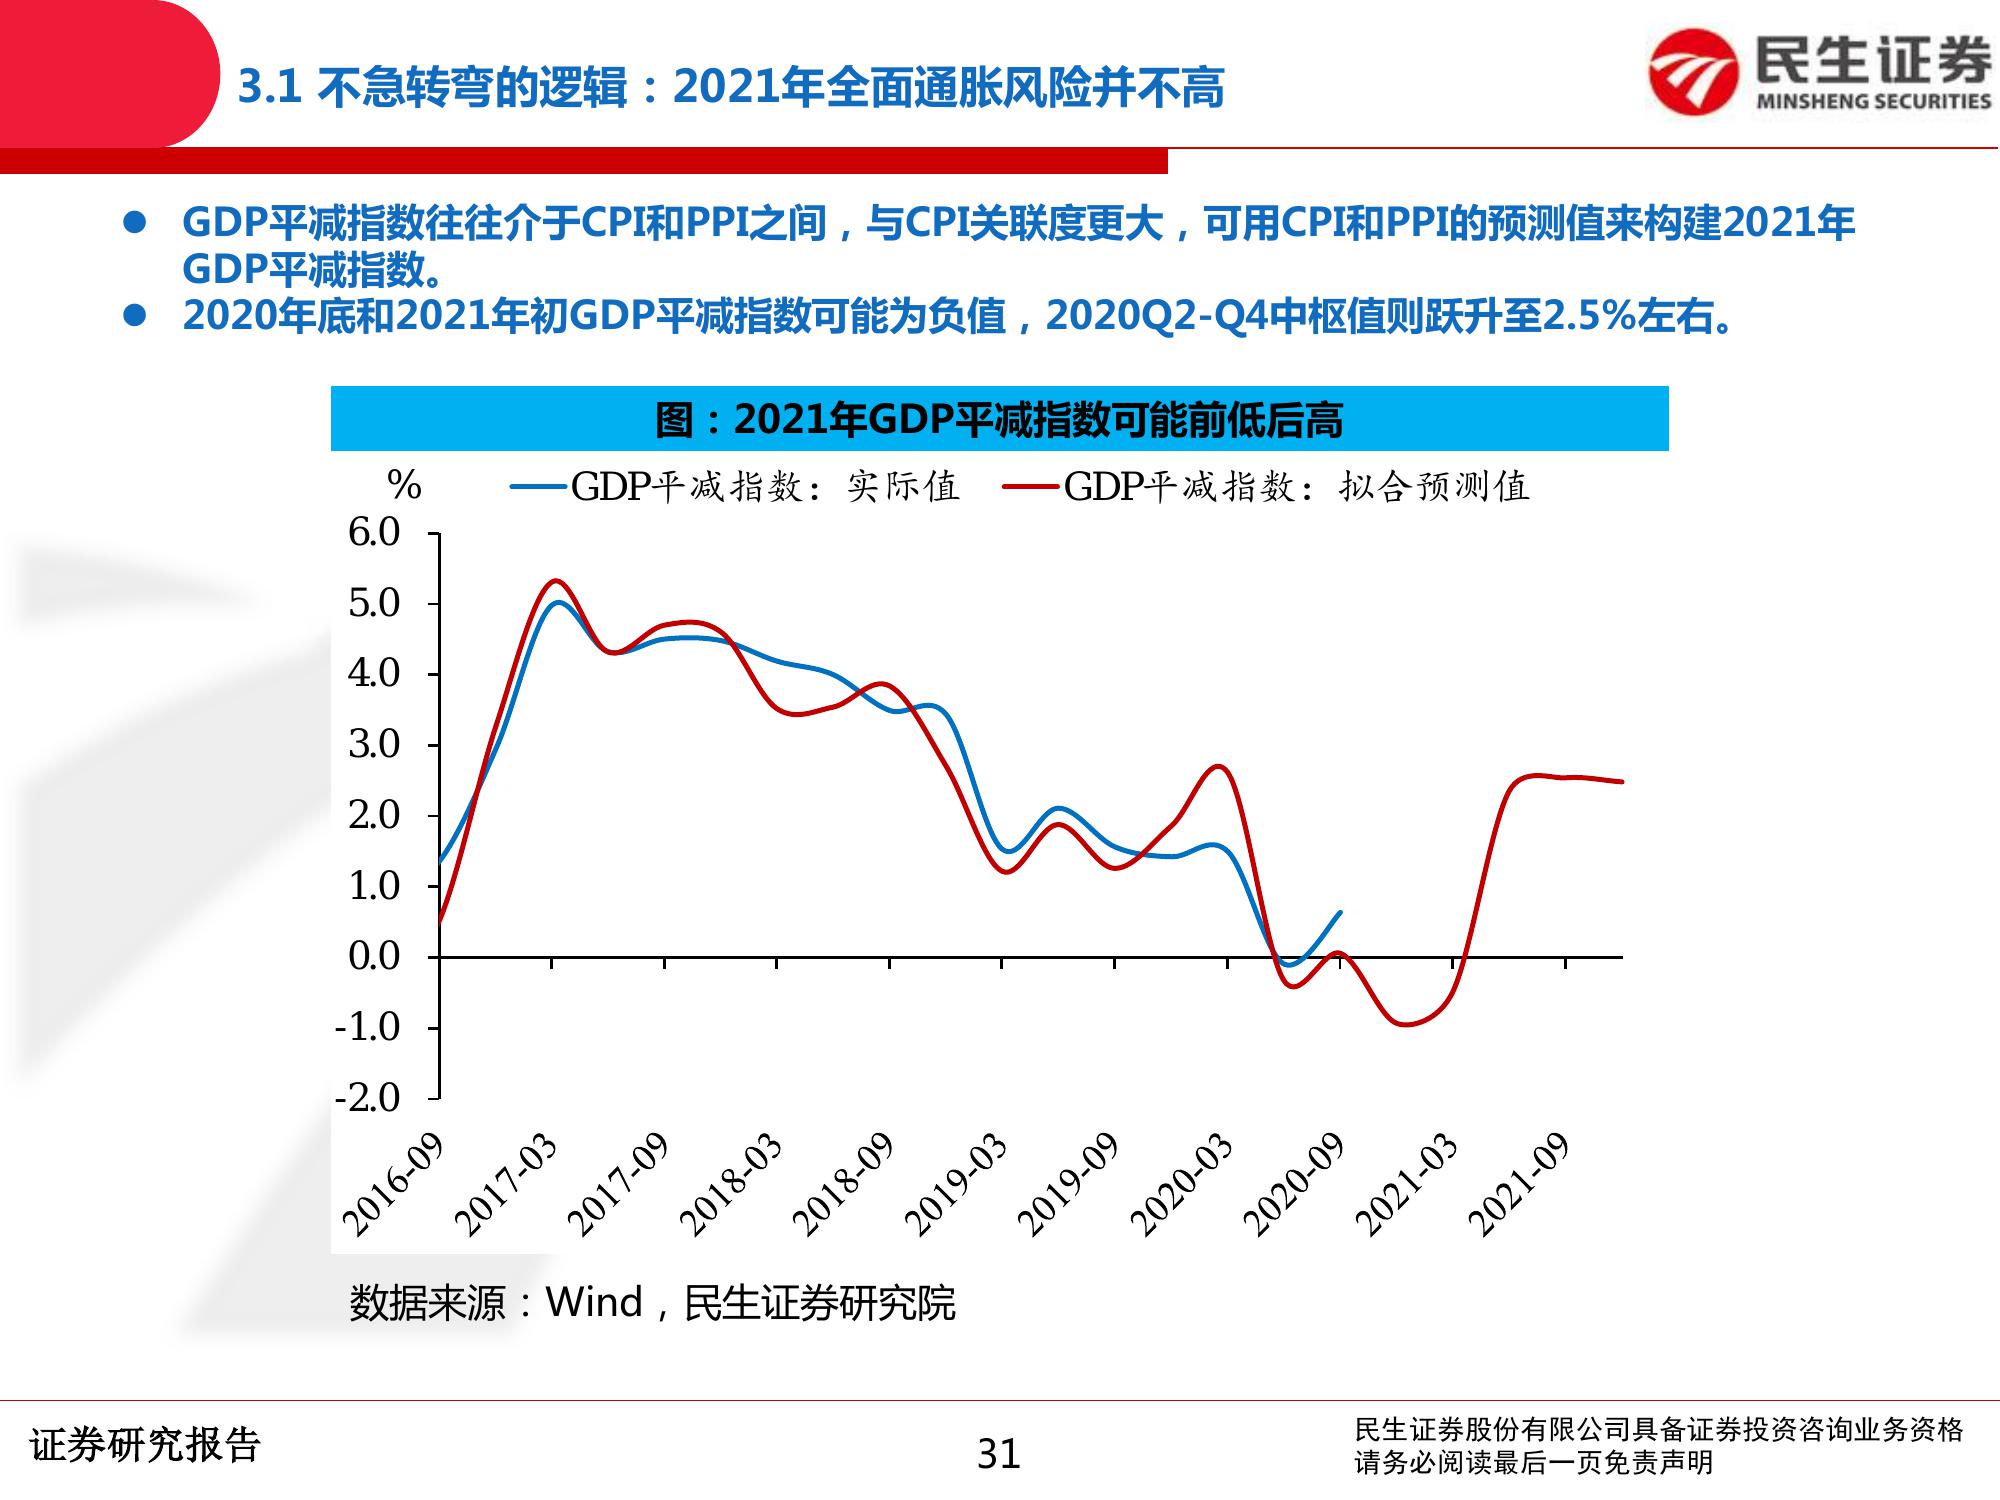 3.1 不急转弯的逻辑：2021年全面通胀风险并不高
民生证券
MINSHENG SECURITIES
● GDP平减指数往往介于CPI和PPI之间，与CPI关联度更大，可用CPI和PPI的预测值来构建2021年
GDP平减指数。
● 2020年底和2021年初GDP平减指数可能为负值，2020Q2-Q4中枢值则跃升至2.5%左右。
图：2021年GDP平减指数可能前低后高
% GDP平减指数：实际值 GDP平减指数：拟合预测值
6.0
5.0
4.0
3.0
2.0
1.0
0.0
-1.0
-2.0
2016-09 2017-03 2017-09 2018-03 2018-09 2019-03 2019-09 2020-03 2020-09 2021-03 2021-09
数据来源：Wind，民生证券研究院
证券研究报告
31
民生证券股份有限公司具备证券投资咨询业务资格
请务必阅读最后一页免责声明